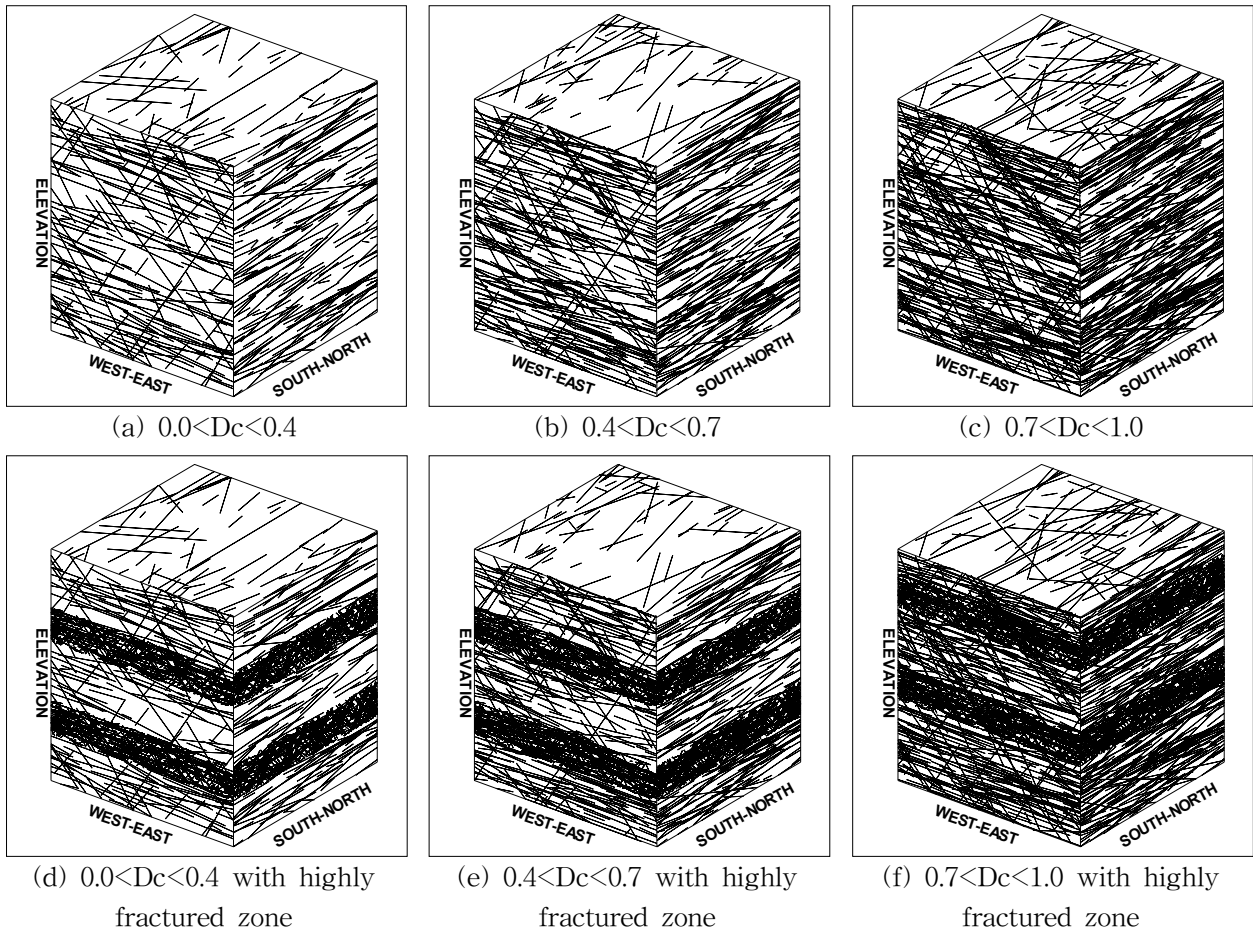 ELEVATION
WEST-EAST
SOUTH-NORTH
ELEVATION
WEST-EAST
SOUTH-NORTH
ELEVATION
WEST-EAST
SOUTH-NORTH
(a) 0.0<Dc<0.4
(b) 0.4<Dc<0.7
(c) 0.7<Dc<1.0
ELEVATION
WEST-EAST
SOUTH-NORTH
ELEVATION
WEST-EAST
SOUTH-NORTH
ELEVATION
WEST-EAST
SOUTH-NORTH
(d) 0.0<Dc<0.4 with highly
fractured zone
(e) 0.4<Dc<0.7 with highly
fractured zone
(f) 0.7<Dc<1.0 with highly
fractured zone